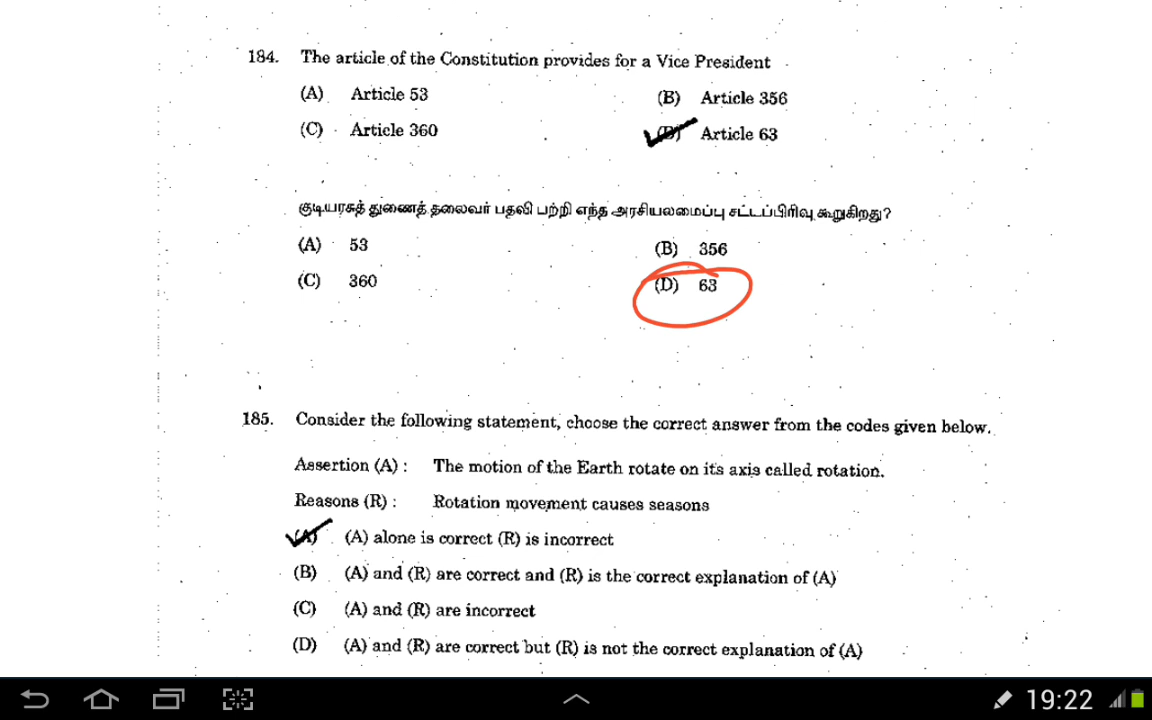 184. The article of the Constitution provides for a Vice President
(A) Article 53 (B) Article 356
(C) Article 360 (D) Article 63
குடியரசுத் துணைத் தலைவர் பதவி பற்றி எந்த அரசியலமைப்பு சட்டப்பிரிவு கூறுகிறது?
(A) 53 (B) 356
(C) 360 (D) 63
185. Consider the following statement, choose the correct answer from the codes given below.
Assertion (A) : The motion of the Earth rotate on its axis called rotation.
Reasons (R) : Rotation movement causes seasons
(A) (A) alone is correct (R) is incorrect
(B) (A) and (R) are correct and (R) is the correct explanation of (A)
(C) (A) and (R) are incorrect
(D) (A) and (R) are correct but (R) is not the correct explanation of (A)
19:22